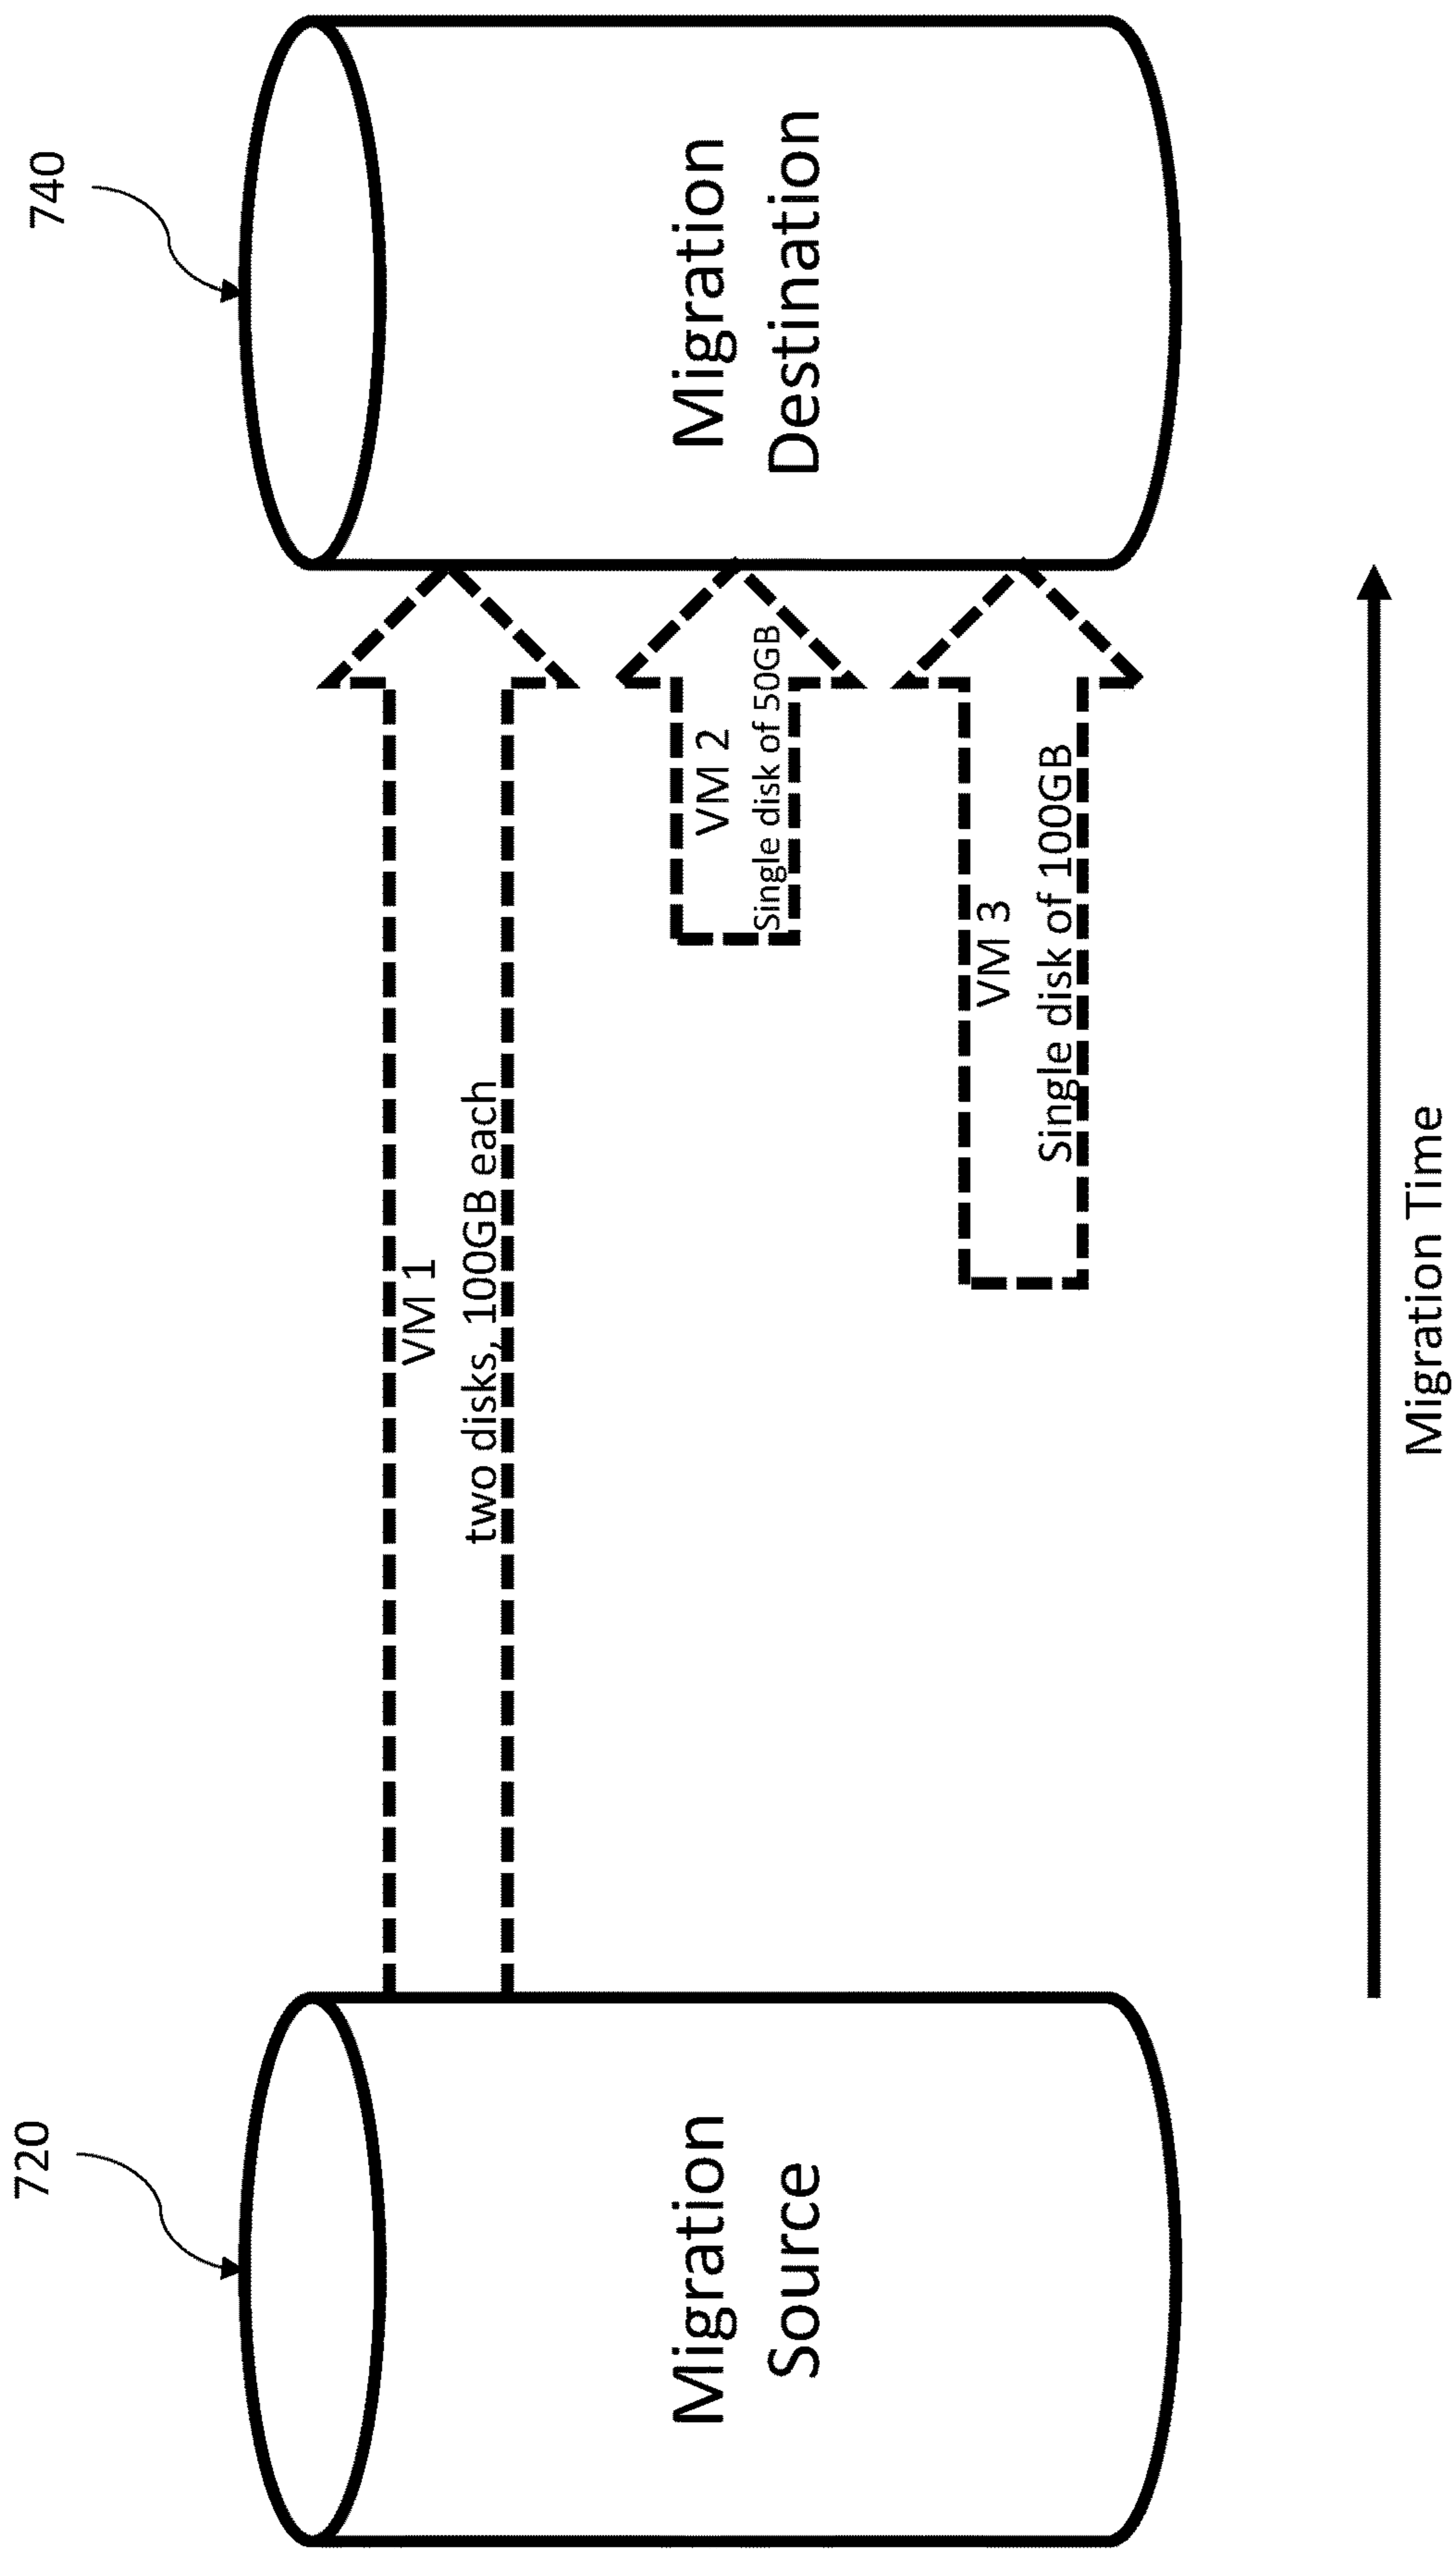 720
Migration
Source
VM 1
two disks, 100GB each
VM 2
Single disk of 50GB
VM 3
Single disk of 100GB
740
Migration
Destination
Migration Time